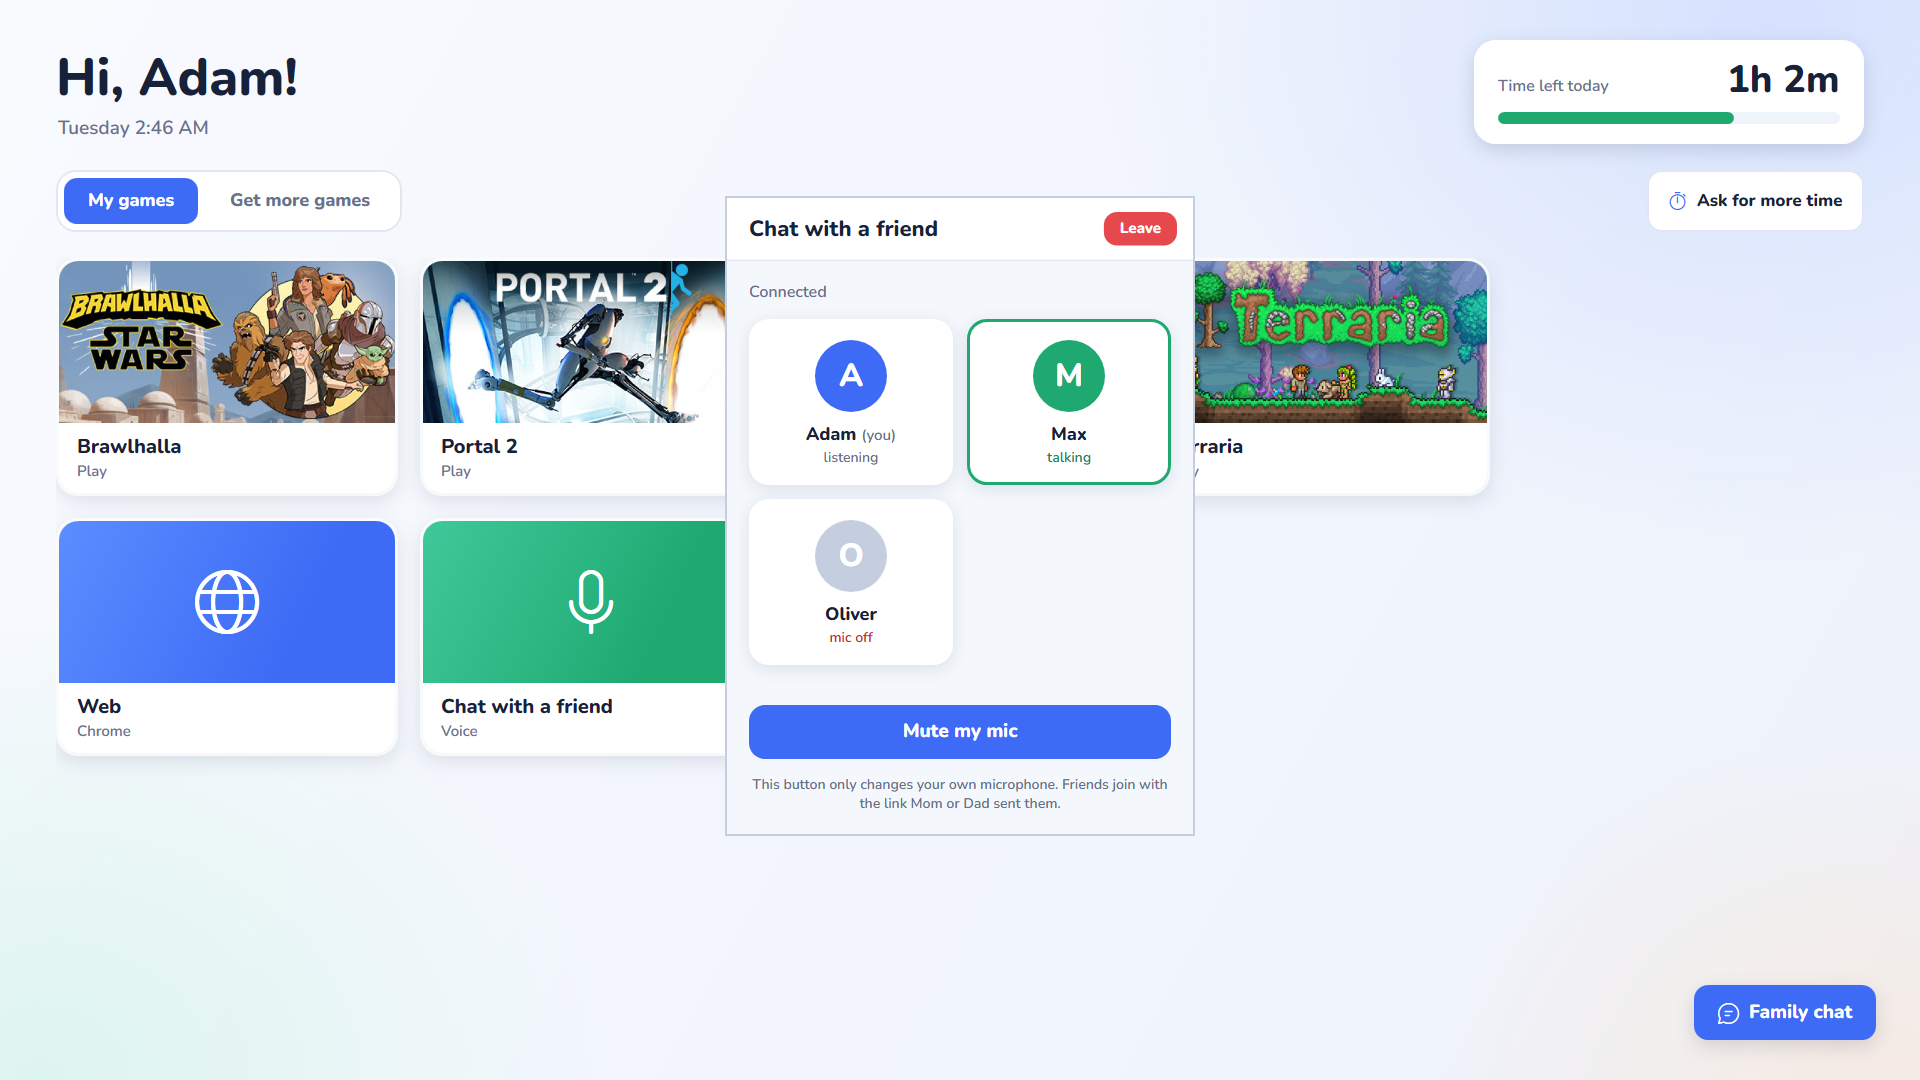 Hi, Adam!
Tuesday 2:46 AM
Time left today
1h 2m
My games
Get more games
Ask for more time
BRAWLHALLA
STAR
WARS
Brawlhalla
Play
PORTAL 2
Portal 2
Play
Terraria
rraria
Web
Chrome
Chat with a friend
Voice
Chat with a friend
Leave
Connected
A
Adam (you)
listening
M
Max
talking
O
Oliver
mic off
Mute my mic
This button only changes your own microphone. Friends join with
the link Mom or Dad sent them.
Family chat